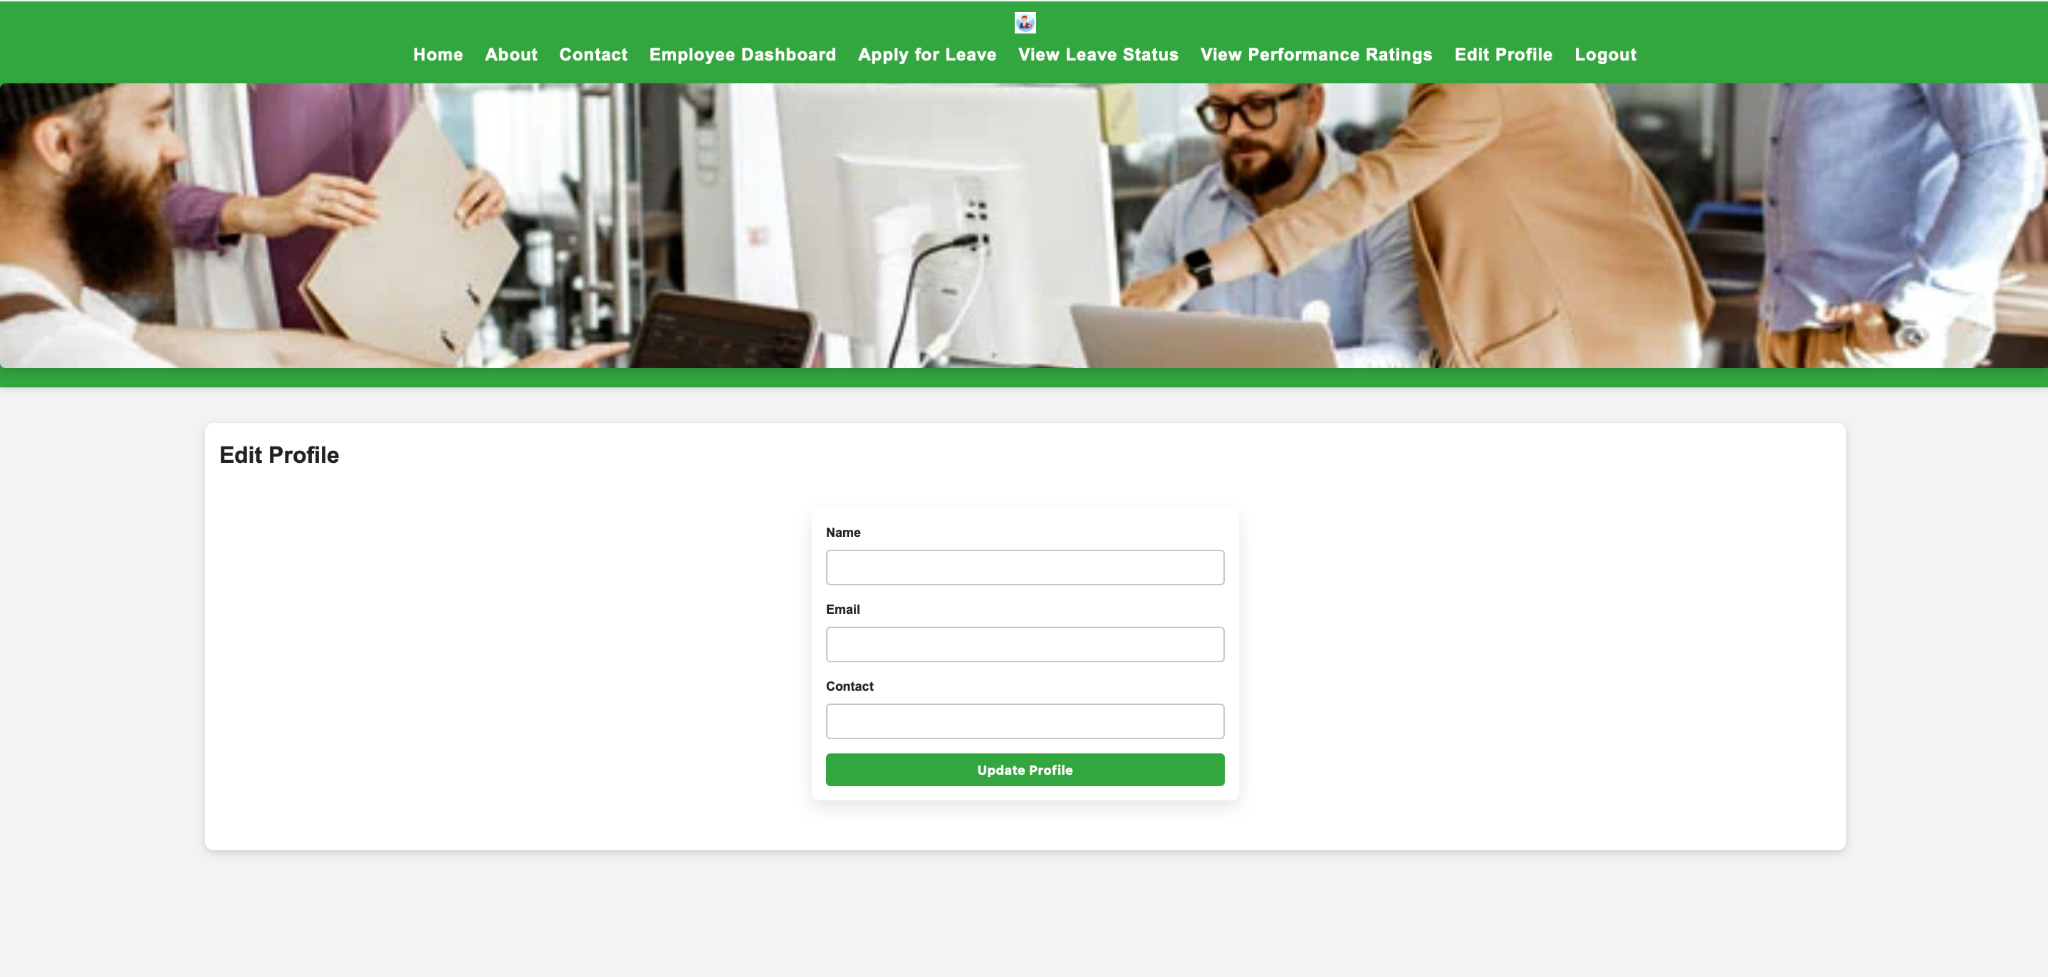 Home About Contact Employee Dashboard Apply for Leave View Leave Status View Performance Ratings Edit Profile Logout
Edit Profile
Name
Email
Contact
Update Profile